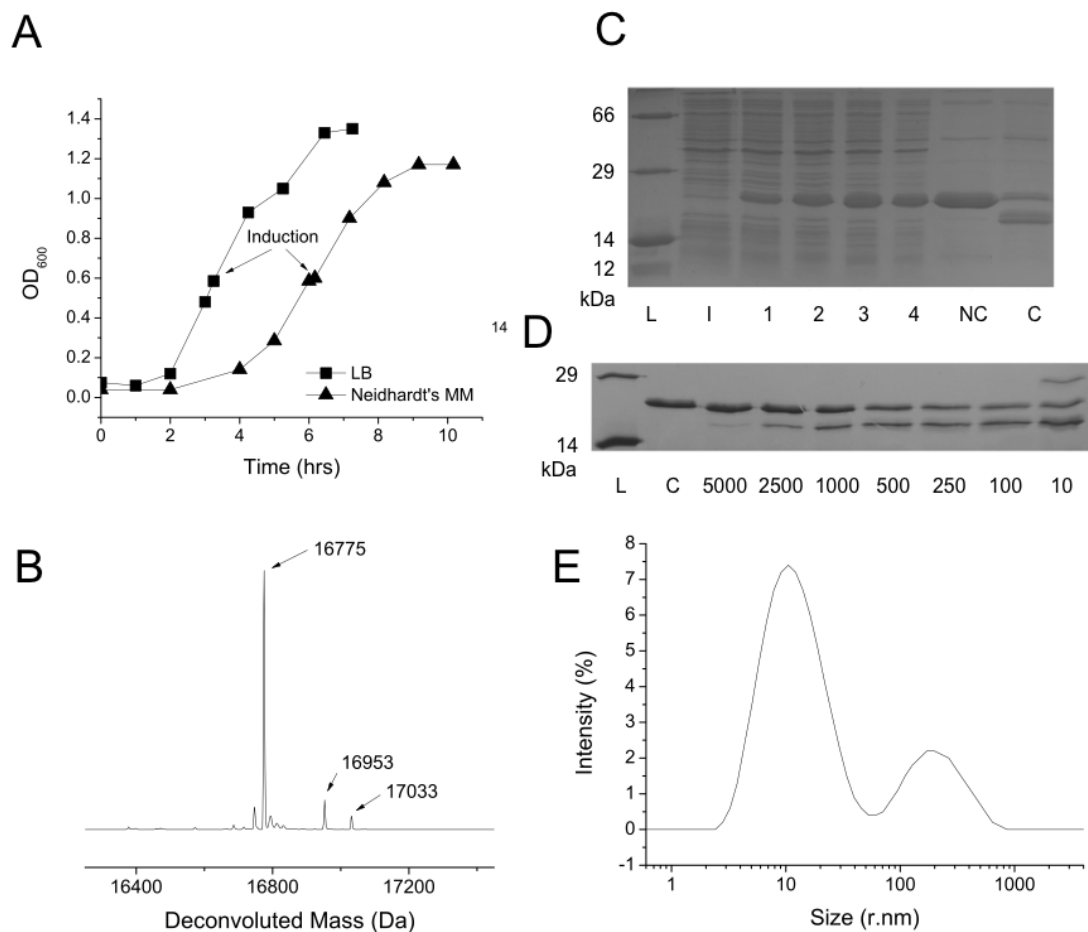 A
1.4
1.2
1.0
0.8
0.6
0.4
0.2
0.0
OD600
Induction
LB
Neidhardt's MM
0 2 4 6 8 10
Time (hrs)
B
16775
16953
17033
16400 16800 17200
Deconvoluted Mass (Da)
C
66
29
14
12
kDa
L I 1 2 3 4 NC C
14
D
29
14
kDa
L C 5000 2500 1000 500 250 100 10
E
8
7
6
5
4
3
2
1
0
-1
Intensity (%)
1 10 100 1000
Size (r.nm)